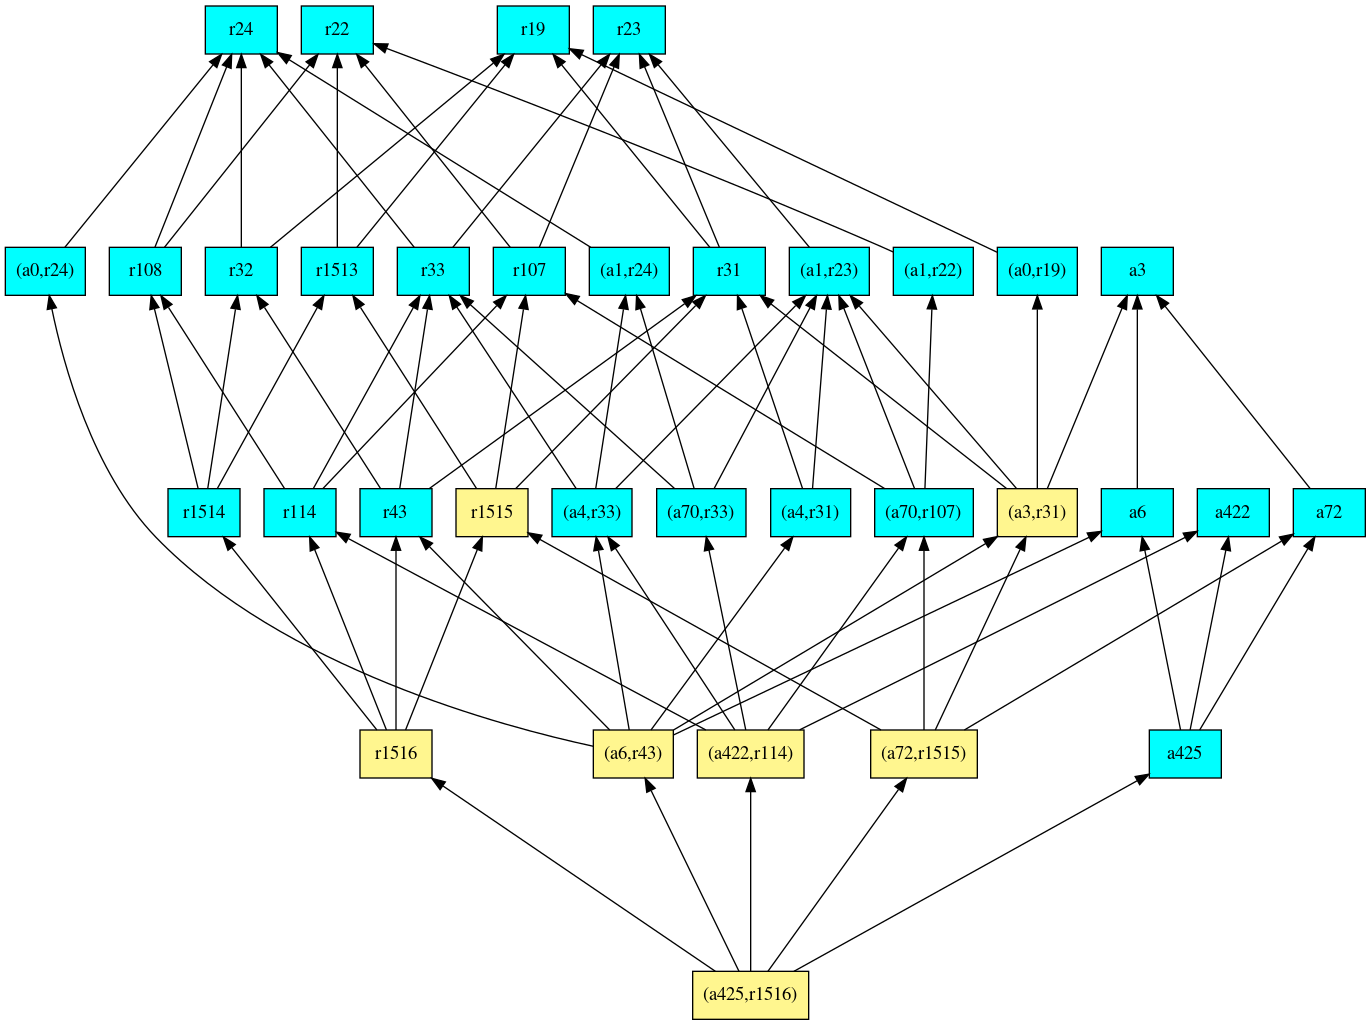 r24
r22
r19
r23
(a0,r24)
r108
r32
r1513
r33
r107
(a1,r24)
r31
(a1,r23)
(a1,r22)
(a0,r19)
a3
r1514
r114
r43
r1515
(a4,r33)
(a70,r33)
(a4,r31)
(a70,r107)
(a3,r31)
a6
a422
a72
r1516
(a6,r43)
(a422,r114)
(a72,r1515)
a425
(a425,r1516)